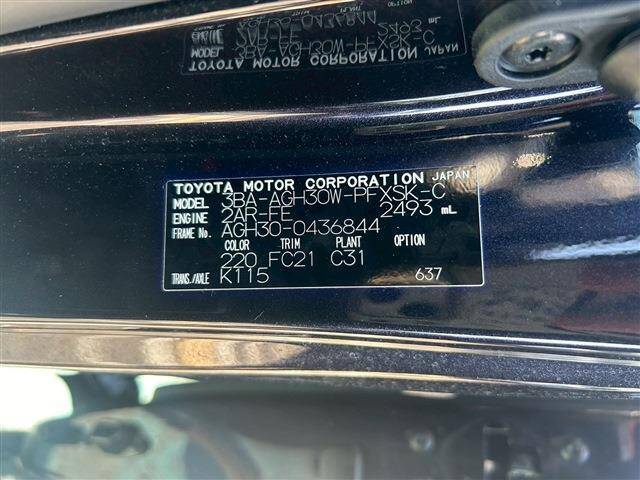 TOYOTA MOTOR CORPORATION JAPAN
MODEL 3BA-AGH30W-PFXSK-C
ENGINE 2AR-FE 2493 mL
FRAME No. AGH30-0436844
COLOR TRIM PLANT OPTION
220 FC21 C31
TRANS./AXLE K115 637